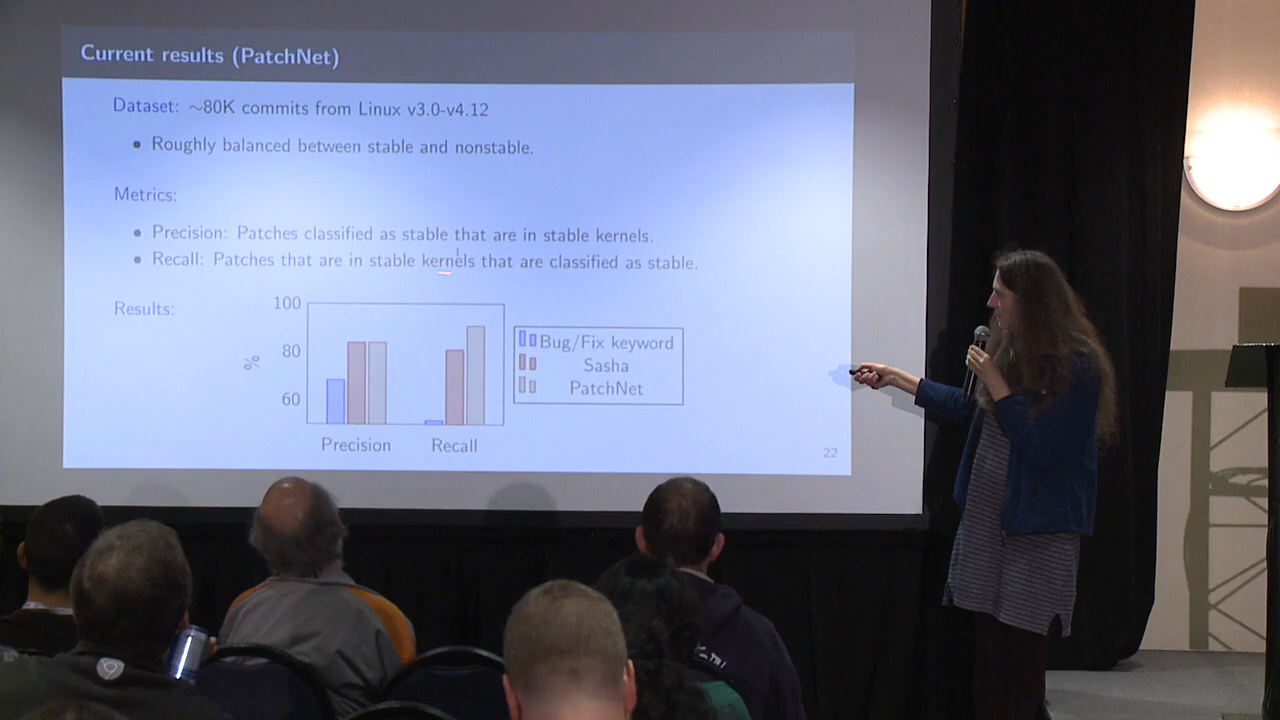 Current results (PatchNet)
Dataset: ~80K commits from Linux v3.0-v4.12
• Roughly balanced between stable and nonstable.
Metrics:
• Precision: Patches classified as stable that are in stable kernels.
• Recall: Patches that are in stable kernels that are classified as stable.
Results:
100
80
60
%
Precision Recall
Bug/Fix keyword
Sasha
PatchNet
22